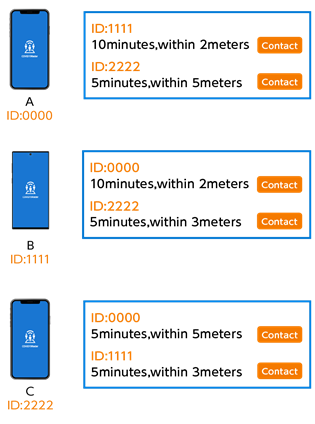 ID:1111
10minutes,within 2meters Contact
ID:2222
5minutes,within 5meters Contact
A
ID:0000
ID:0000
10minutes,within 2meters Contact
ID:2222
5minutes,within 3meters Contact
B
ID:1111
ID:0000
5minutes,within 5meters Contact
ID:1111
5minutes,within 3meters Contact
C
ID:2222